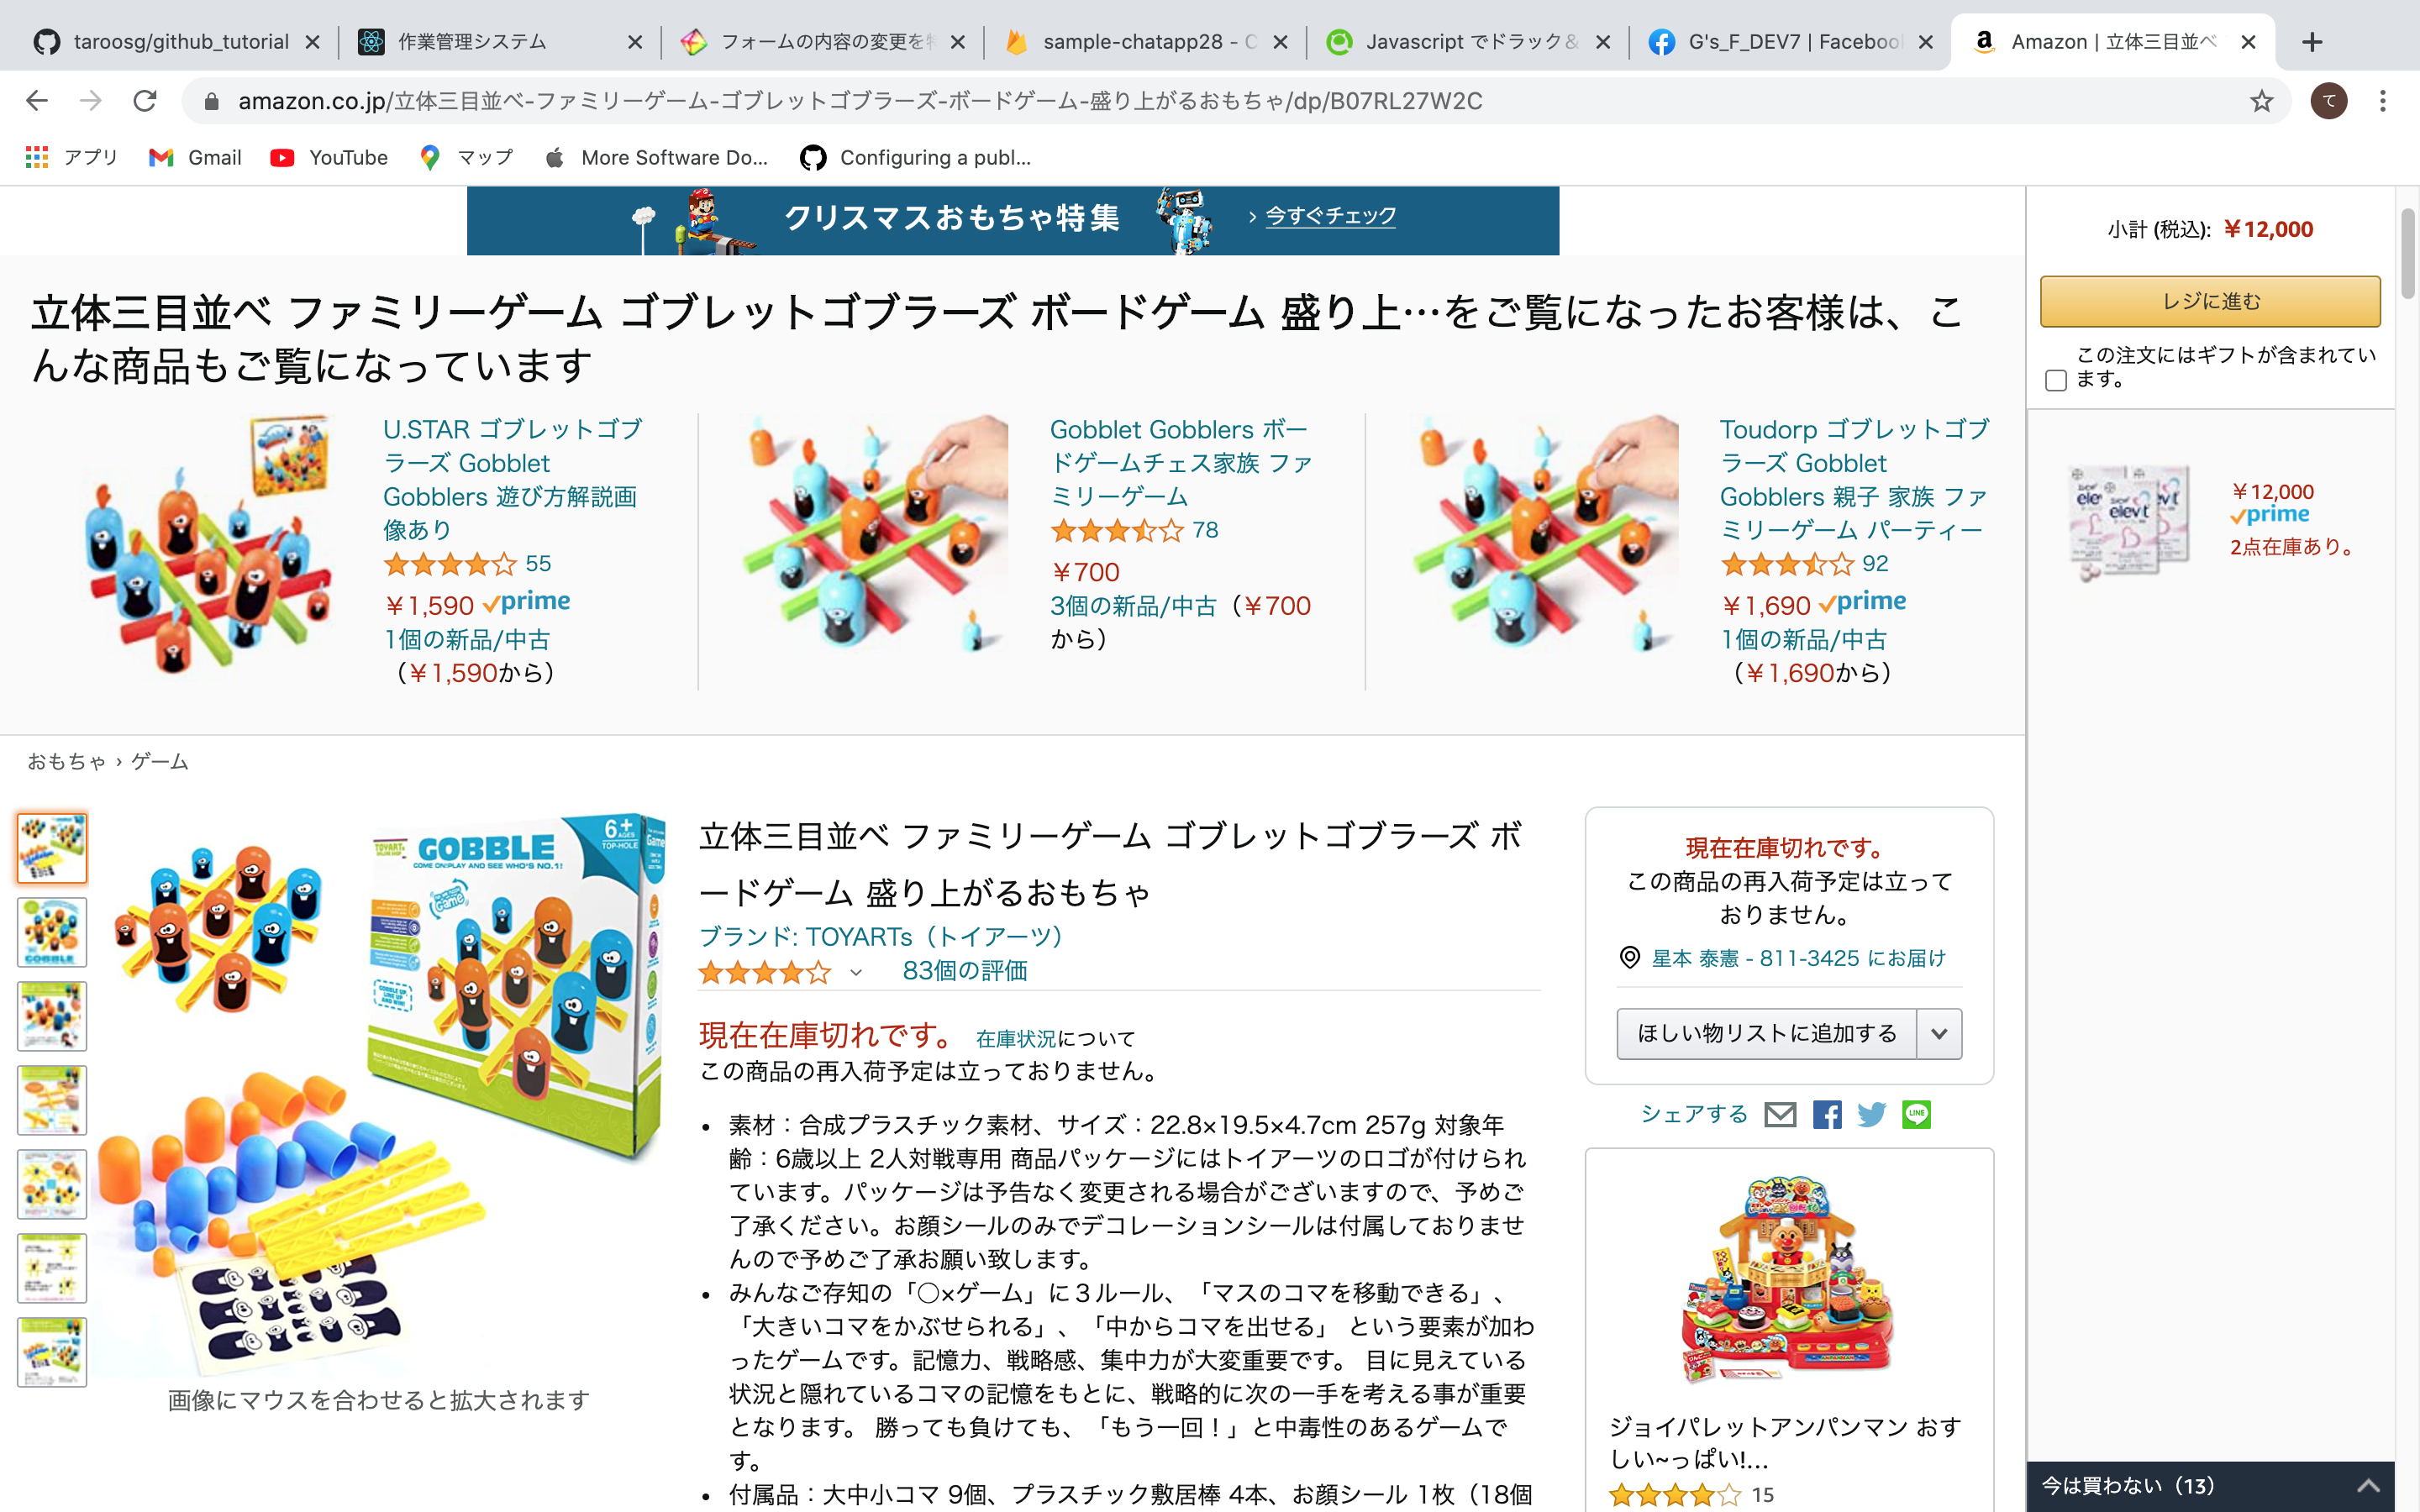 taroosg/github_tutorial
作業管理システム
フォームの内容の変更を
sample-chatapp28 - C
Javascript でドラック&
G's_F_DEV7 | Facebook
Amazon | 立体三目並べ
amazon.co.jp/立体三目並べ-ファミリーゲーム-ゴブレットゴブラーズ-ボードゲーム-盛り上がるおもちゃ/dp/B07RL27W2C
て
アプリ
Gmail
YouTube
マップ
More Software Do...
Configuring a publ...
クリスマスおもちゃ特集
› 今すぐチェック
立体三目並べ ファミリーゲーム ゴブレットゴブラーズ ボードゲーム 盛り上…をご覧になったお客様は、こ
んな商品もご覧になっています
U.STAR ゴブレットゴブ
ラーズ Gobblet
Gobblers 遊び方解説画
像あり
55
￥1,590 prime
1個の新品/中古
（￥1,590から）
Gobblet Gobblers ボー
ドゲームチェス家族 ファ
ミリーゲーム
78
￥700
3個の新品/中古（￥700
から）
Toudorp ゴブレットゴブ
ラーズ Gobblet
Gobblers 親子 家族 ファ
ミリーゲーム パーティー
92
￥1,690 prime
1個の新品/中古
（￥1,690から）
小計 (税込): ￥12,000
レジに進む
この注文にはギフトが含まれてい
ます。
elevit
￥12,000
prime
2点在庫あり。
おもちゃ › ゲーム
GOBBLE
COME ON!PLAY AND SEE WHO'S NO.1!
6+
AGES
TOP-HOLE
Game
画像にマウスを合わせると拡大されます
立体三目並べ ファミリーゲーム ゴブレットゴブラーズ ボ
ードゲーム 盛り上がるおもちゃ
ブランド: TOYARTs（トイアーツ）
83個の評価
現在在庫切れです。 在庫状況について
この商品の再入荷予定は立っておりません。
• 素材：合成プラスチック素材、サイズ：22.8×19.5×4.7cm 257g 対象年
齢：6歳以上 2人対戦専用 商品パッケージにはトイアーツのロゴが付けられ
ています。パッケージは予告なく変更される場合がございますので、予めご
了承ください。お顔シールのみでデコレーションシールは付属しておりませ
んので予めご了承お願い致します。
• みんなご存知の「〇×ゲーム」に３ルール、「マスのコマを移動できる」、
「大きいコマをかぶせられる」、「中からコマを出せる」 という要素が加わ
ったゲームです。記憶力、戦略感、集中力が大変重要です。 目に見えている
状況と隠れているコマの記憶をもとに、戦略的に次の一手を考える事が重要
となります。 勝っても負けても、「もう一回！」と中毒性のあるゲームで
す。
• 付属品：大中小コマ 9個、プラスチック敷居棒 4本、お顔シール 1枚（18個
現在在庫切れです。
この商品の再入荷予定は立って
おりません。
星本 泰憲 - 811-3425 にお届け
ほしい物リストに追加する
シェアする
LINE
ジョイパレットアンパンマン おす
しい~っぱい!...
15
今は買わない（13）